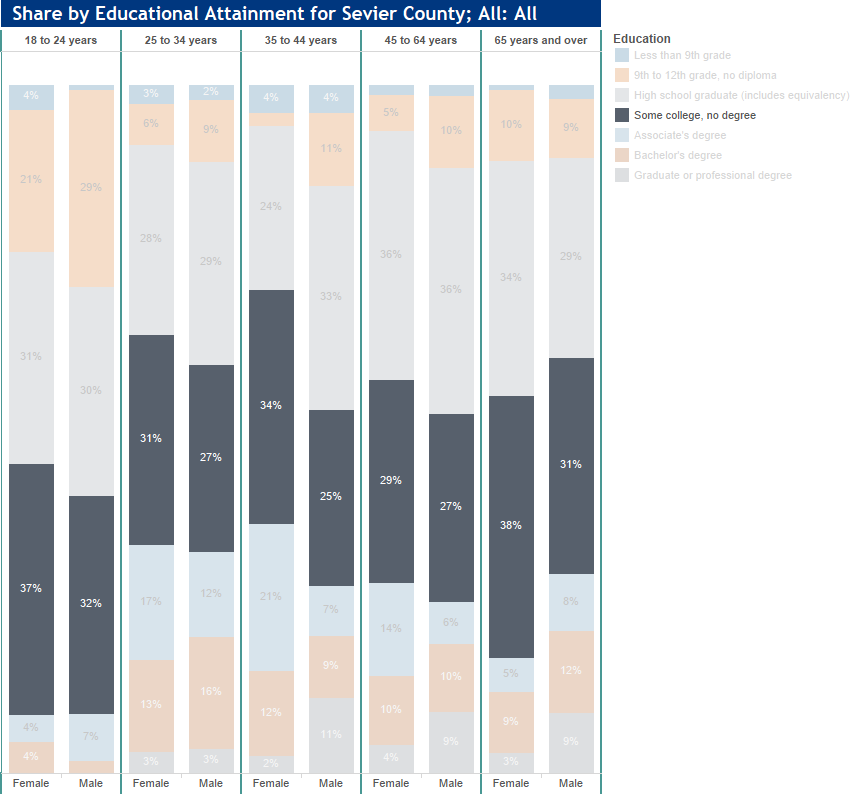 Share by Educational Attainment for Sevier County; All: All
18 to 24 years 25 to 34 years 35 to 44 years 45 to 64 years 65 years and over
Education
Less than 9th grade
9th to 12th grade, no diploma
High school graduate (includes equivalency)
Some college, no degree
Associate's degree
Bachelor's degree
Graduate or professional degree
4% 3% 2% 4% 4%
5% 10% 10% 9%
6% 9% 11%
21% 29%
28% 29% 24% 33% 36% 36% 34% 29%
31% 30%
31% 27% 34% 25% 29% 27% 38% 31%
37% 32%
17% 12% 21% 7% 14% 6% 5% 8%
4% 7%
13% 16% 12% 9% 10% 10% 9% 12%
4% 3% 3% 2% 11% 4% 9% 3% 9%
Female Male Female Male Female Male Female Male Female Male